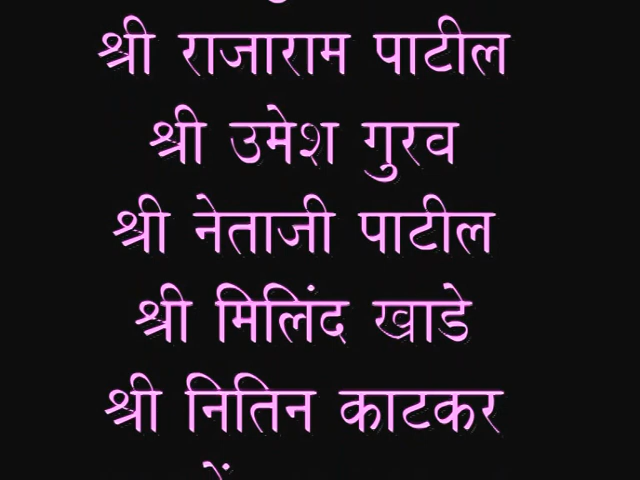 श्री राजाराम पाटील
श्री उमेश गुरव
श्री नेताजी पाटील
श्री मिलिंद खाडे
श्री नितिन काटकर